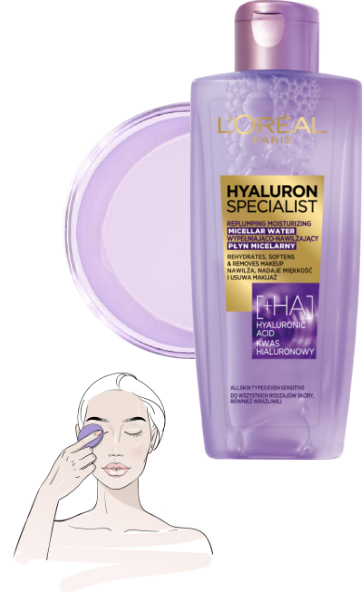 L'ORÉAL
PARIS
HYALURON
SPECIALIST
REPLUMPING MOISTURIZING
MICELLAR WATER
WYPEŁNIAJĄCO-NAWILŻAJĄCY
PŁYN MICELARNY
REHYDRATES, SOFTENS
& REMOVES MAKEUP
NAWILŻA, NADAJE MIĘKKOŚĆ
I USUWA MAKIJAŻ
[+HA]
HYALURONIC
ACID
KWAS
HIALURONOWY
ALL SKIN TYPES EVEN SENSITIVE
DO WSZYSTKICH RODZAJÓW SKÓRY,
RÓWNIEŻ WRAŻLIWEJ